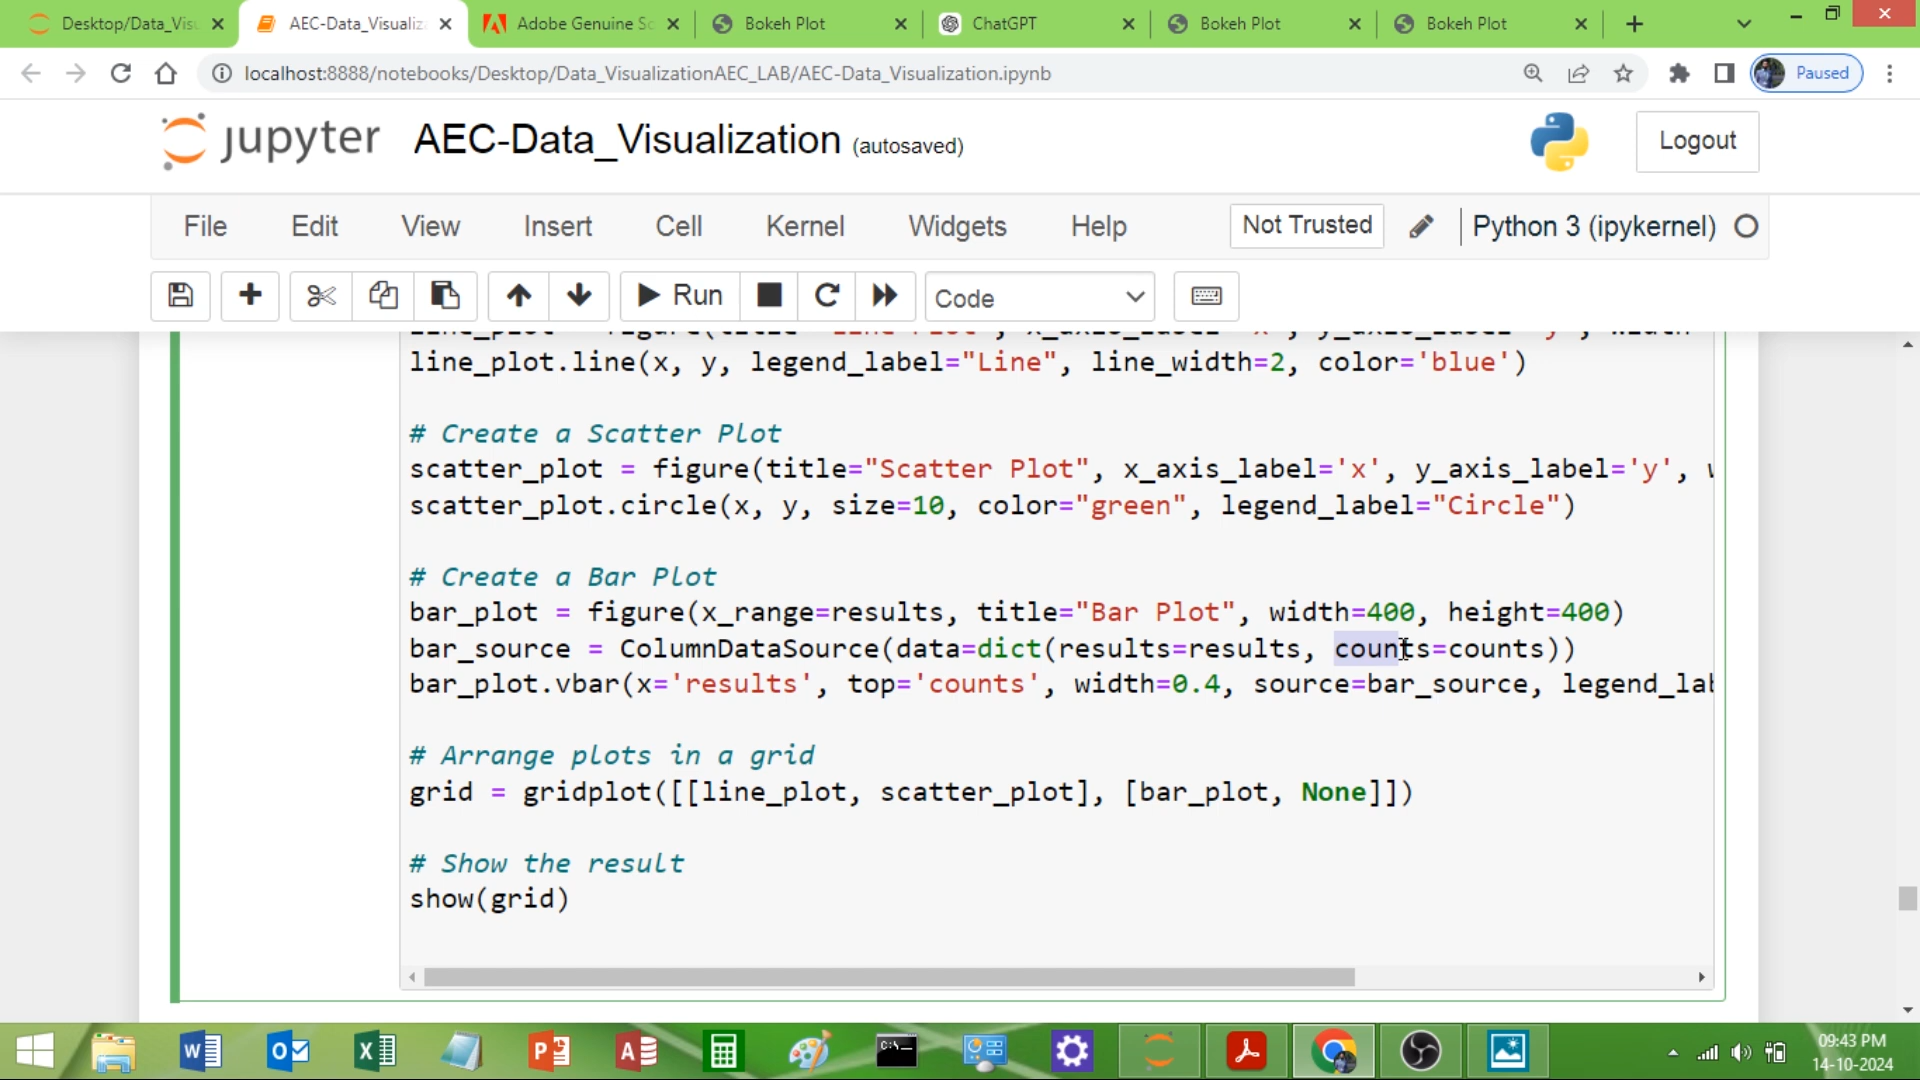 Desktop/Data_Vis
AEC-Data_Visualiz
Adobe Genuine So
Bokeh Plot
ChatGPT
Bokeh Plot
Bokeh Plot
localhost:8888/notebooks/Desktop/Data_VisualizationAEC_LAB/AEC-Data_Visualization.ipynb
Paused
jupyter AEC-Data_Visualization (autosaved)
Logout
File Edit View Insert Cell Kernel Widgets Help
Not Trusted
Python 3 (ipykernel)
Run
Code
line_plot.line(x, y, legend_label="Line", line_width=2, color='blue')
# Create a Scatter Plot
scatter_plot = figure(title="Scatter Plot", x_axis_label='x', y_axis_label='y',
scatter_plot.circle(x, y, size=10, color="green", legend_label="Circle")
# Create a Bar Plot
bar_plot = figure(x_range=results, title="Bar Plot", width=400, height=400)
bar_source = ColumnDataSource(data=dict(results=results, counts=counts))
bar_plot.vbar(x='results', top='counts', width=0.4, source=bar_source, legend_lab
# Arrange plots in a grid
grid = gridplot([[line_plot, scatter_plot], [bar_plot, None]])
# Show the result
show(grid)
09:43 PM
14-10-2024